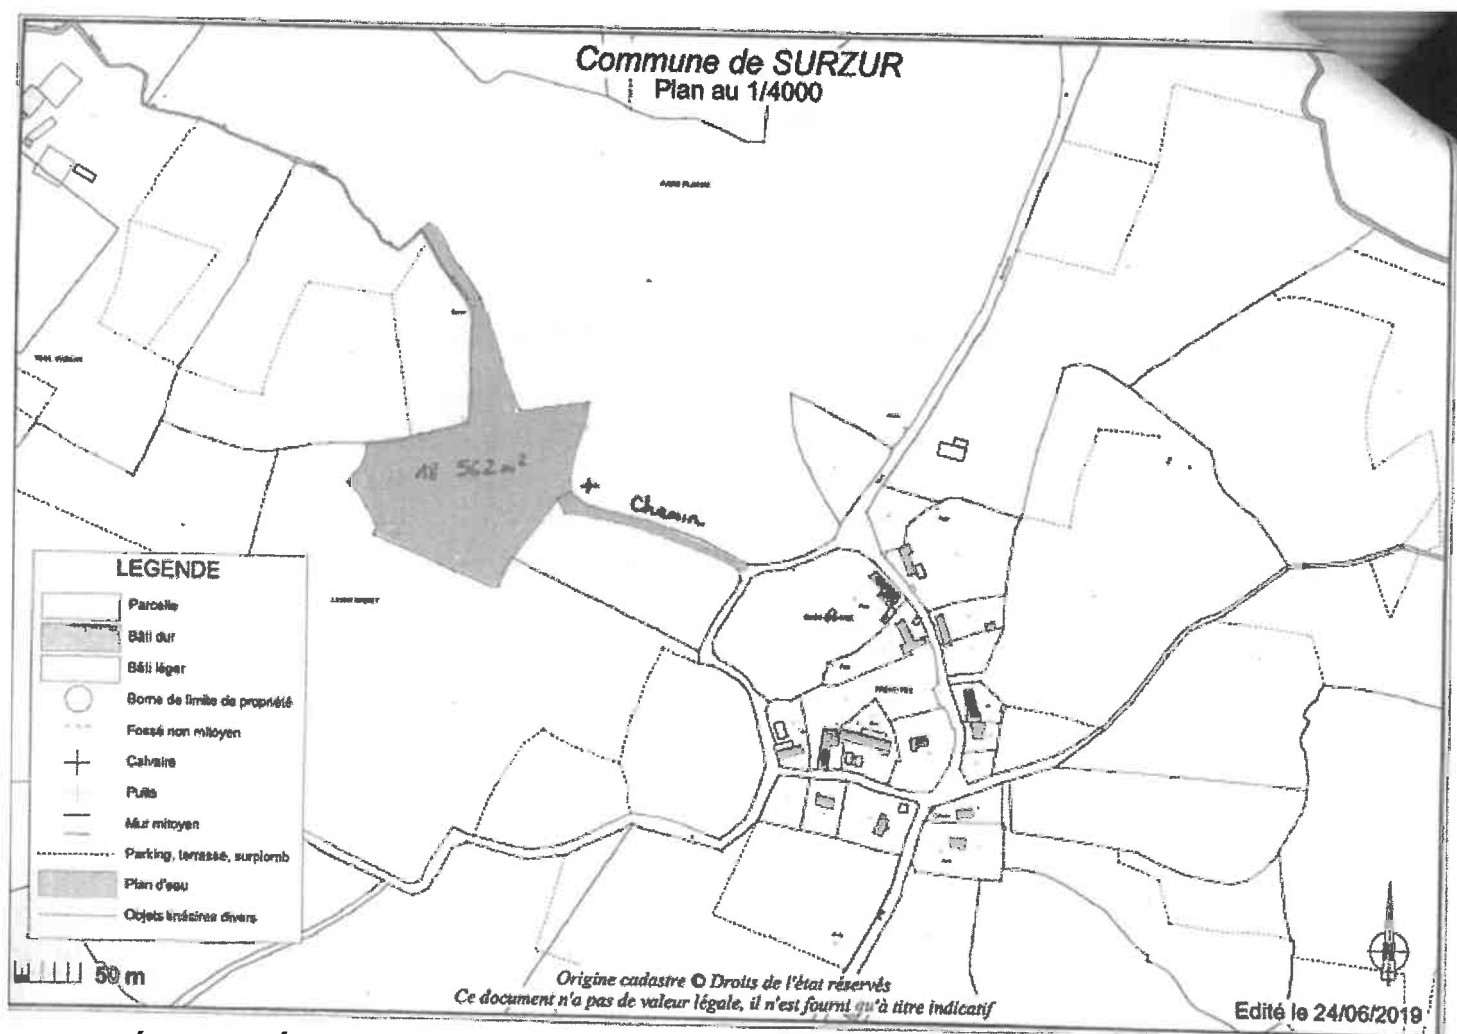 Commune de SURZUR
Plan au 1/4000
18 562 m²
Chemin
LEGENDE
Parcelle
Bâti dur
Bâti léger
Borne de limite de propriété
Fossé non mitoyen
Calvaire
Puits
Mur mitoyen
Parking, terrasse, surplomb
Plan d'eau
Objets linéaires divers
50 m
Origine cadastre © Droits de l'état réservés
Ce document n'a pas de valeur légale, il n'est fourni qu'à titre indicatif
Edité le 24/06/2019